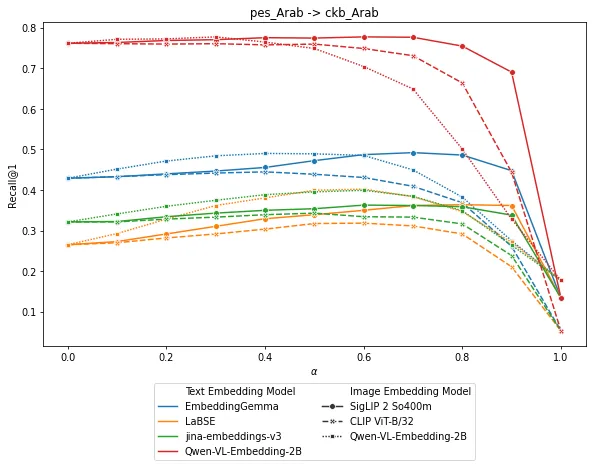 pes_Arab -> ckb_Arab
Recall@1
0.8
0.7
0.6
0.5
0.4
0.3
0.2
0.1
0.0 0.2 0.4 0.6 0.8 1.0
α
Text Embedding Model Image Embedding Model
EmbeddingGemma SigLIP 2 So400m
LaBSE CLIP ViT-B/32
jina-embeddings-v3 Qwen-VL-Embedding-2B
Qwen-VL-Embedding-2B